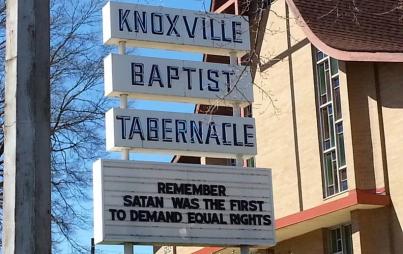 KNOXVILLE
BAPTIST
TABERNACLE
REMEMBER
SATAN WAS THE FIRST
TO DEMAND EQUAL RIGHTS